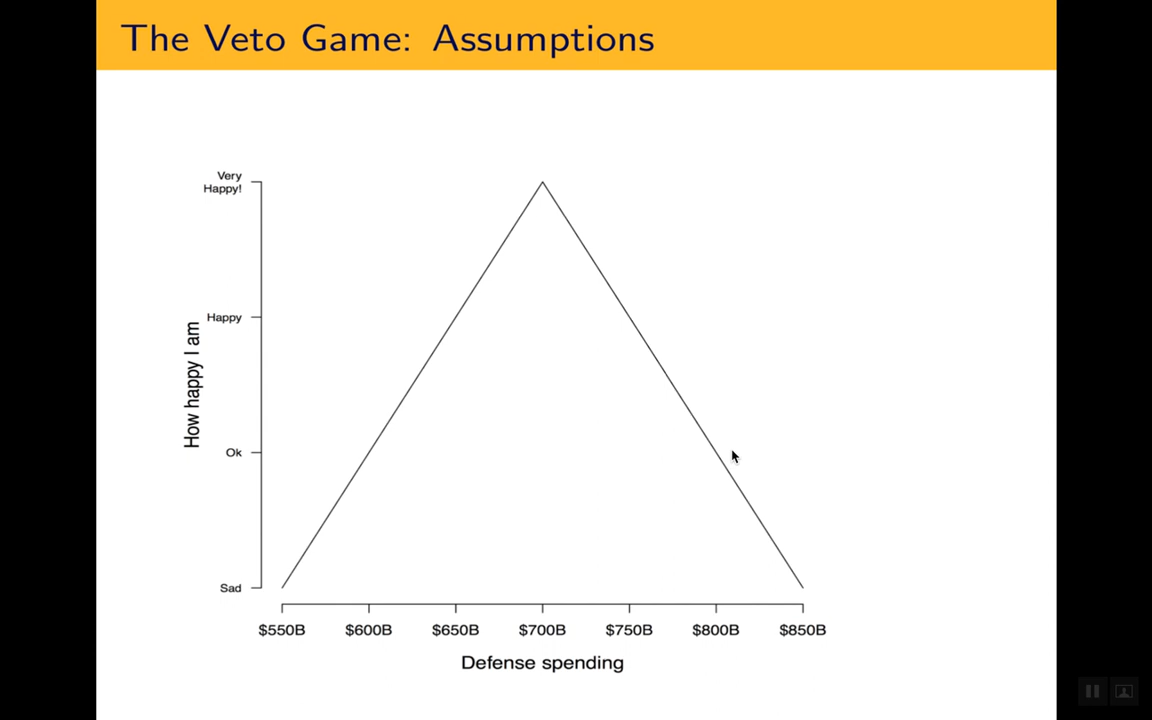 The Veto Game: Assumptions
Very
Happy!
Happy
Ok
Sad
How happy I am
$550B $600B $650B $700B $750B $800B $850B
Defense spending